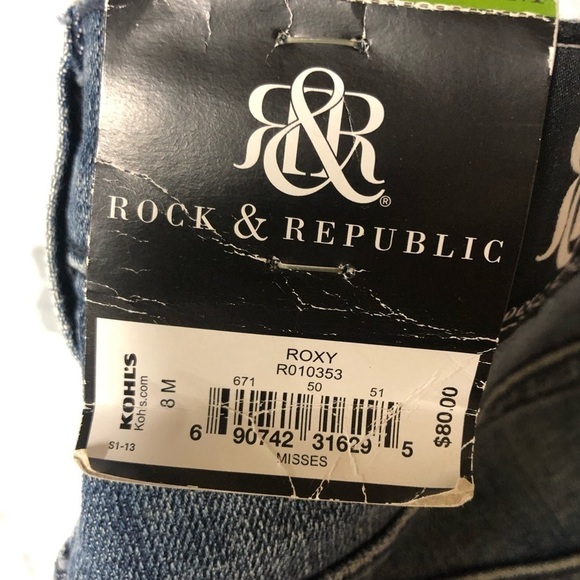 R&R®
ROCK & REPUBLIC
ROXY
R010353
671 50 51
6 90742 31629 5
MISSES
KOHL'S
Kohls.com
8 M
S1-13
$80.00